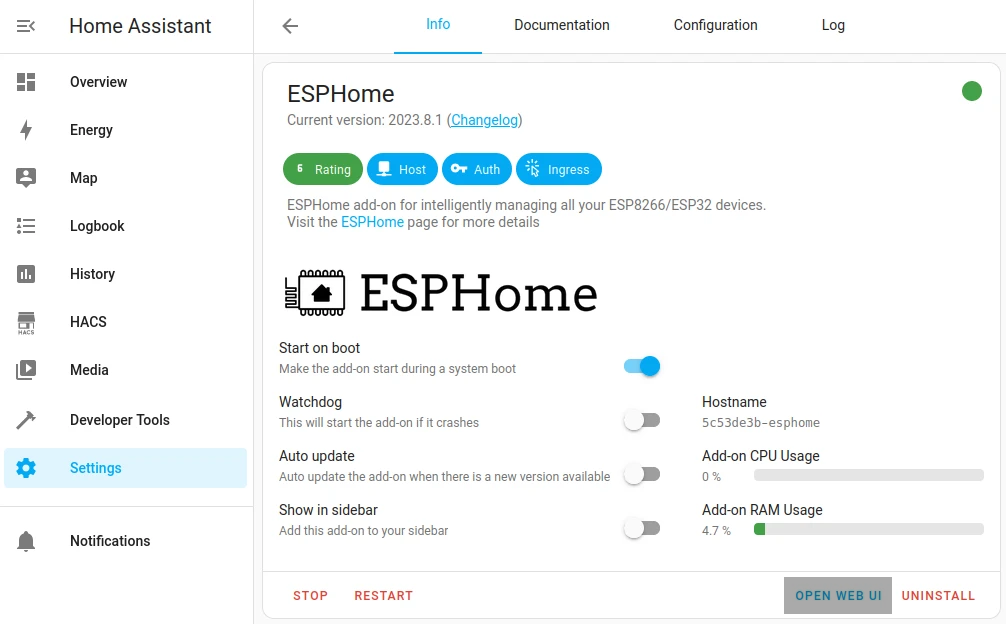 Home Assistant
Info
Documentation
Configuration
Log
Overview
Energy
Map
Logbook
History
HACS
HACS
Media
Developer Tools
Settings
Notifications
ESPHome
Current version: 2023.8.1 (Changelog)
6 Rating
Host
Auth
Ingress
ESPHome add-on for intelligently managing all your ESP8266/ESP32 devices.
Visit the ESPHome page for more details
ESPHome
Start on boot
Make the add-on start during a system boot
Watchdog
This will start the add-on if it crashes
Hostname
5c53de3b-esphome
Auto update
Auto update the add-on when there is a new version available
Add-on CPU Usage
0 %
Show in sidebar
Add this add-on to your sidebar
Add-on RAM Usage
4.7 %
STOP
RESTART
OPEN WEB UI
UNINSTALL